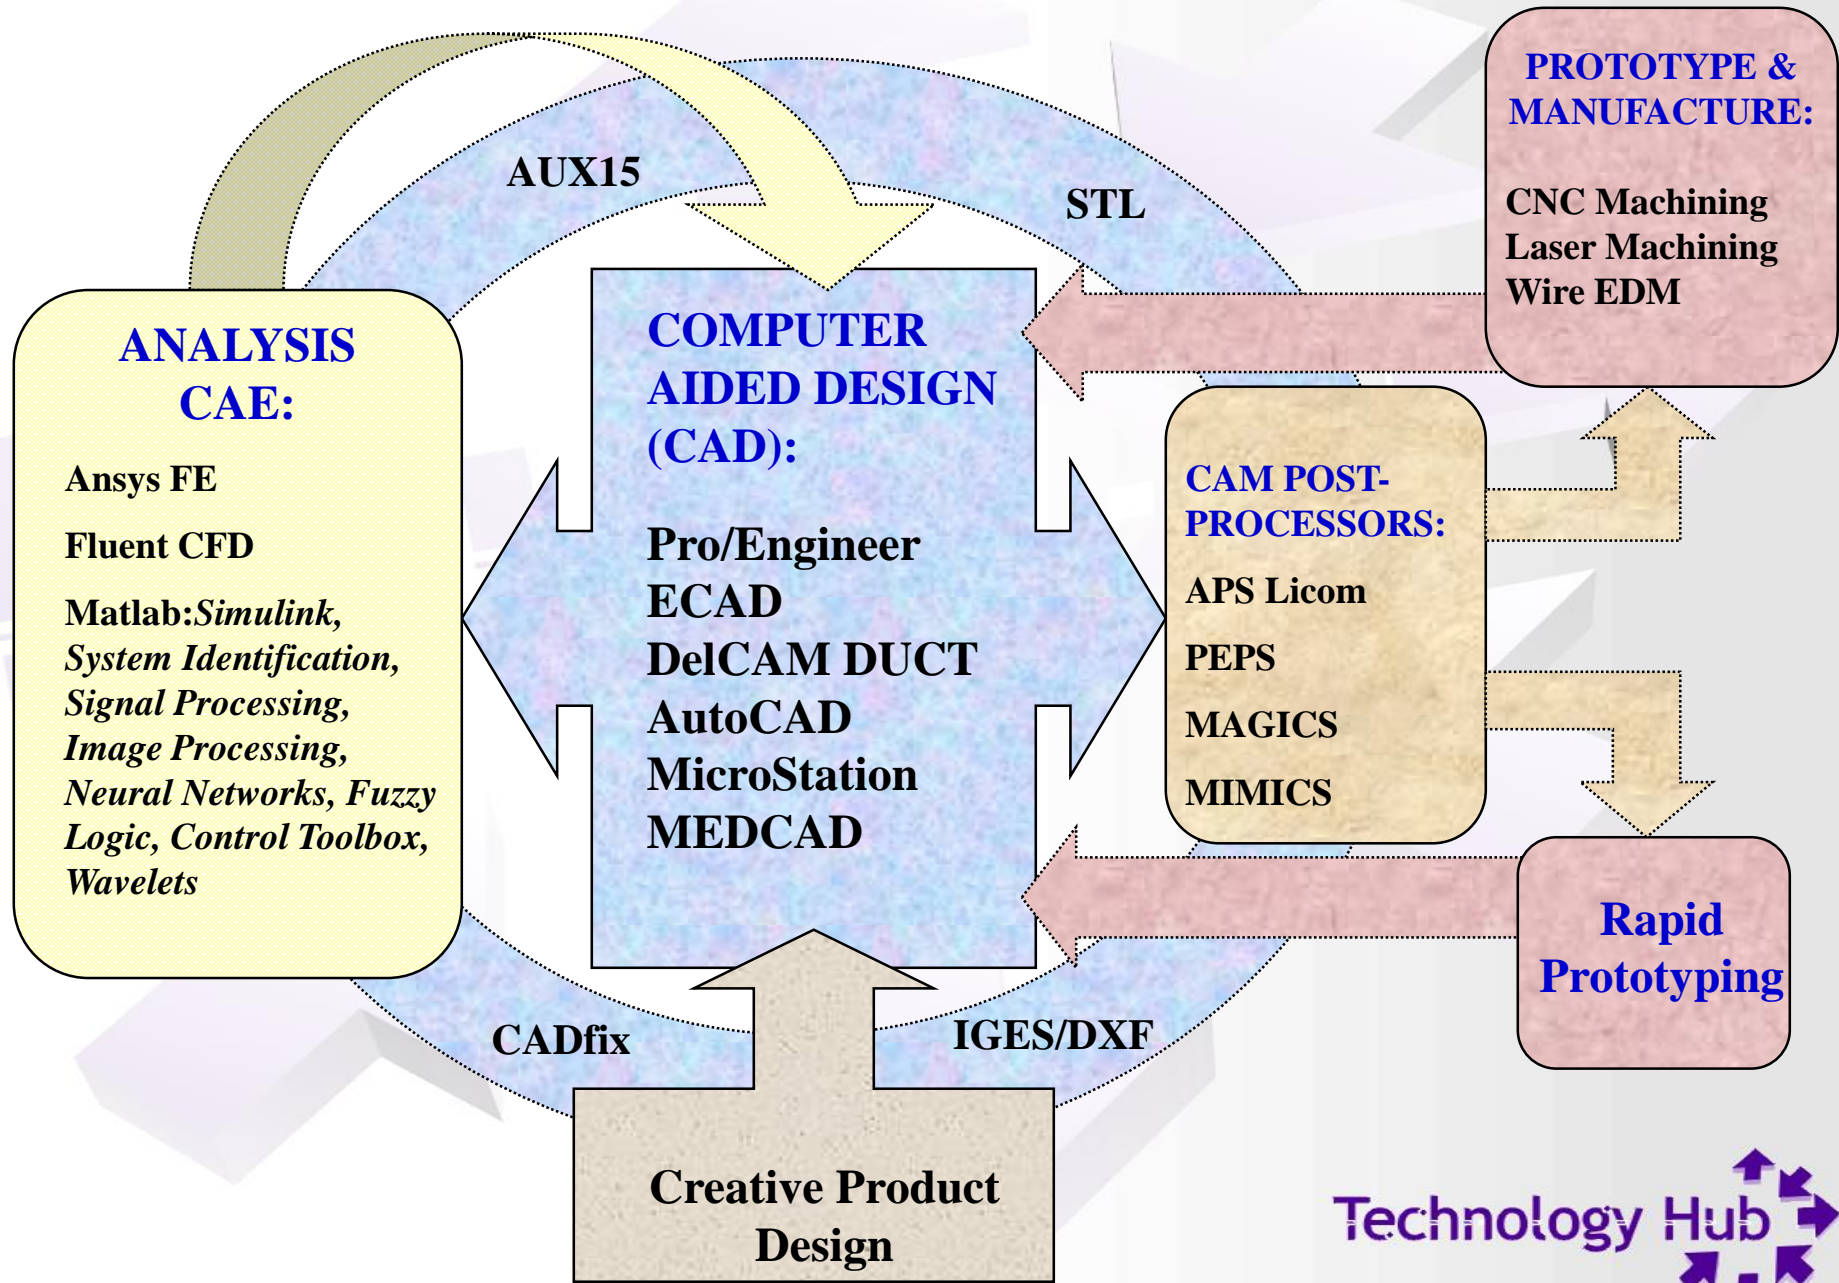 AUX15
STL
PROTOTYPE &
MANUFACTURE:
CNC Machining
Laser Machining
Wire EDM
ANALYSIS
CAE:
Ansys FE
Fluent CFD
Matlab:Simulink,
System Identification,
Signal Processing,
Image Processing,
Neural Networks, Fuzzy
Logic, Control Toolbox,
Wavelets
COMPUTER
AIDED DESIGN
(CAD):
Pro/Engineer
ECAD
DelCAM DUCT
AutoCAD
MicroStation
MEDCAD
CAM POST-
PROCESSORS:
APS Licom
PEPS
MAGICS
MIMICS
Rapid
Prototyping
CADfix
IGES/DXF
Creative Product
Design
Technology Hub